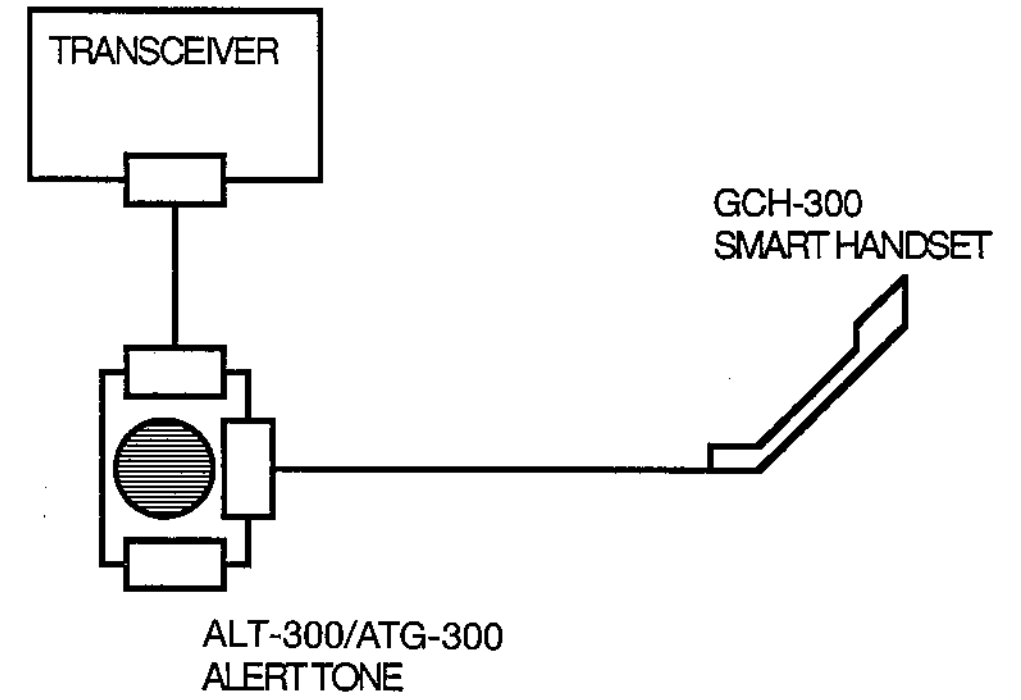 TRANSCEIVER
GCH-300
SMART HANDSET
ALT-300/ATG-300
ALERT TONE